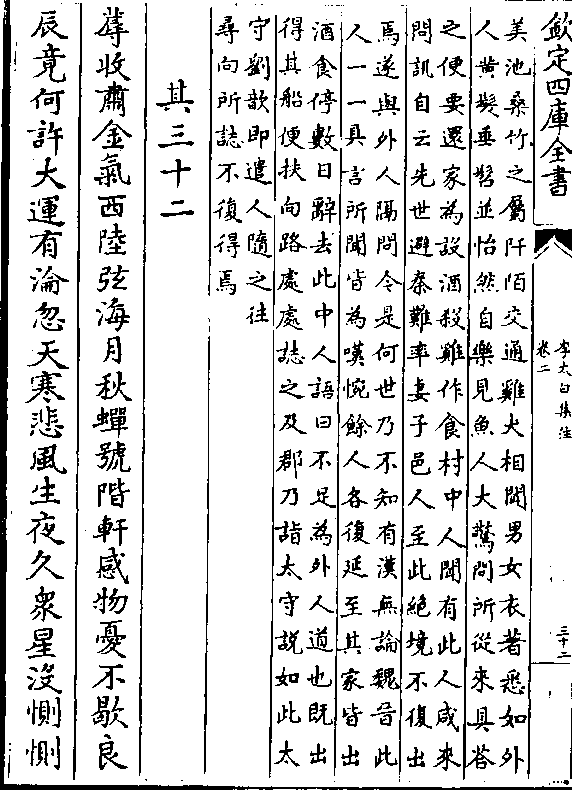 欽定四庫全書
李太白集注
卷二
三十二
美池桑竹之屬阡陌交通雞犬相聞男女衣著悉如外
人黄髮垂髫並怡然自樂見魚人大驚問所從來具答
之便要還家為設酒殺雞作食村中人聞有此人咸來
問訊自云先世避秦難率妻子邑人至此絕境不復出
焉遂與外人隔問今是何世乃不知有漢無論魏晉此
人一一具言所聞皆為嘆惋餘人各復延至其家皆出
酒食停數日辭去此中人語曰不足為外人道也既出
得其船便扶向路處處誌之及郡乃詣太守説如此太
守劉歆即遣人隨之往
尋向所誌不復得焉
其三十二
蓐收肅金氣西陸弦海月秋蟬號階軒感物憂不歇良
辰竟何許大運有淪忽天寒悲風生夜久衆星沒惻惻